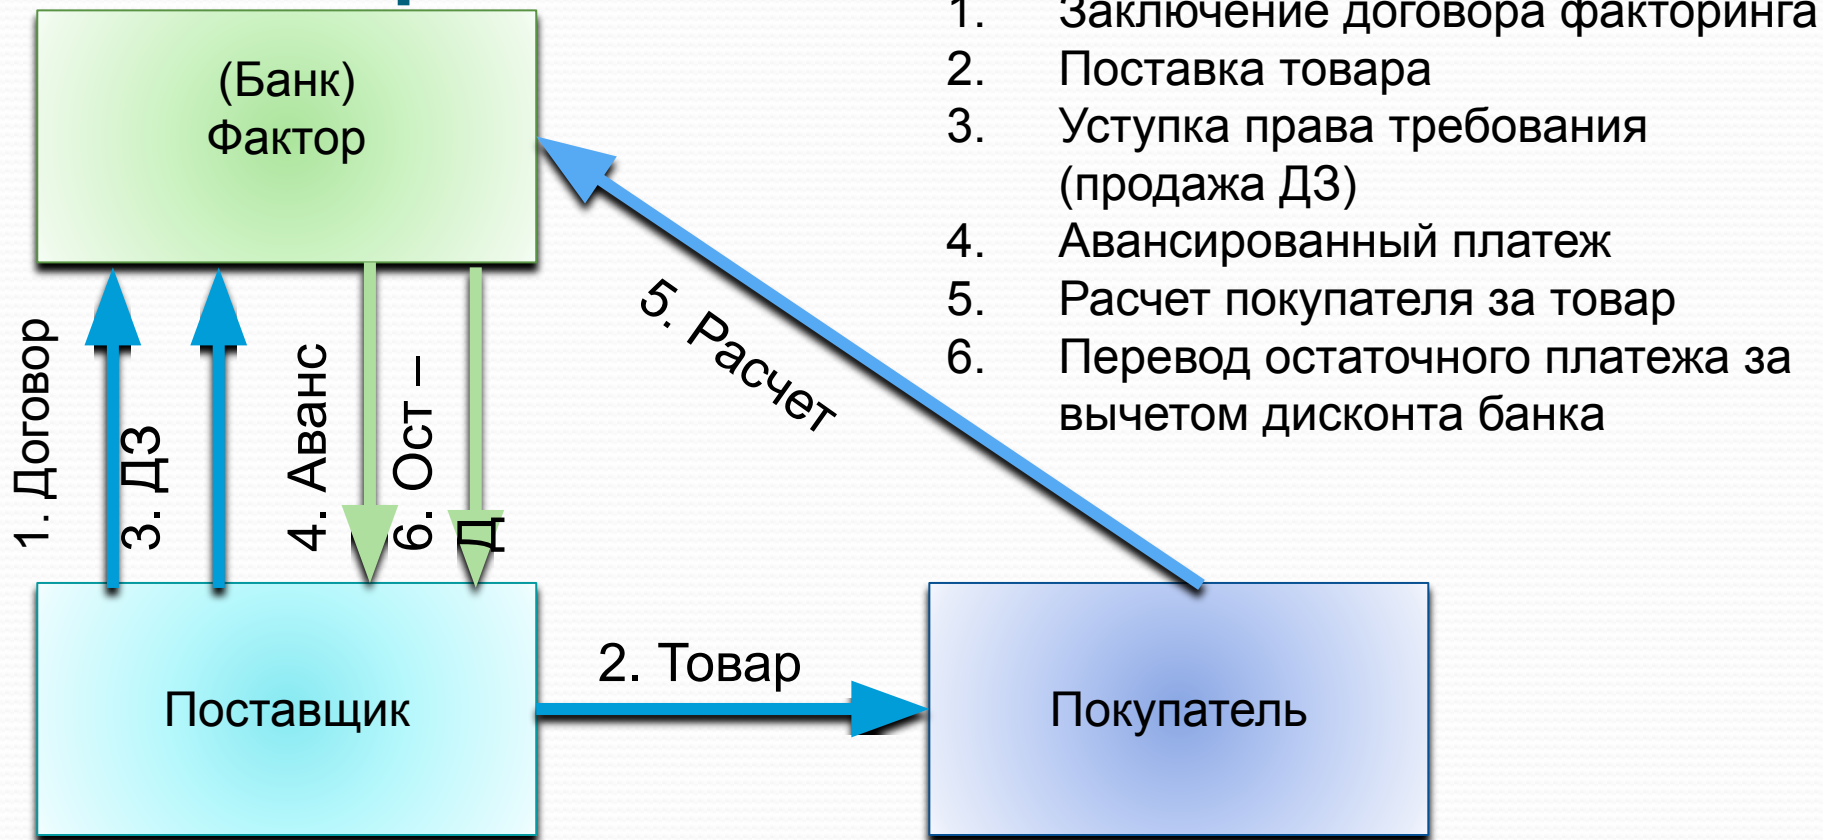 (Банк)
Фактор
1. Заключение договора факторинга
2. Поставка товара
3. Уступка права требования
(продажа ДЗ)
4. Авансированный платеж
5. Расчет покупателя за товар
6. Перевод остаточного платежа за
вычетом дисконта банка
1. Договор
3. ДЗ
4. Аванс
6. Ост –
Д
5. Расчет
2. Товар
Поставщик
Покупатель